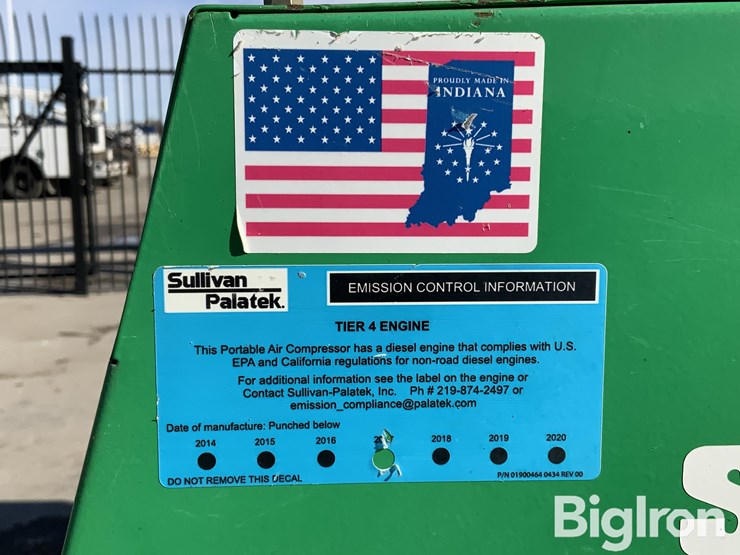 PROUDLY MADE IN
INDIANA
Sullivan
Palatek.
EMISSION CONTROL INFORMATION
TIER 4 ENGINE
This Portable Air Compressor has a diesel engine that complies with U.S.
EPA and California regulations for non-road diesel engines.
For additional information see the label on the engine or
Contact Sullivan-Palatek, Inc. Ph # 219-874-2497 or
emission_compliance@palatek.com
Date of manufacture: Punched below
2014 2015 2016 2018 2019 2020
DO NOT REMOVE THIS DECAL
P/N 01900464 0434 REV 00
S
BigIron